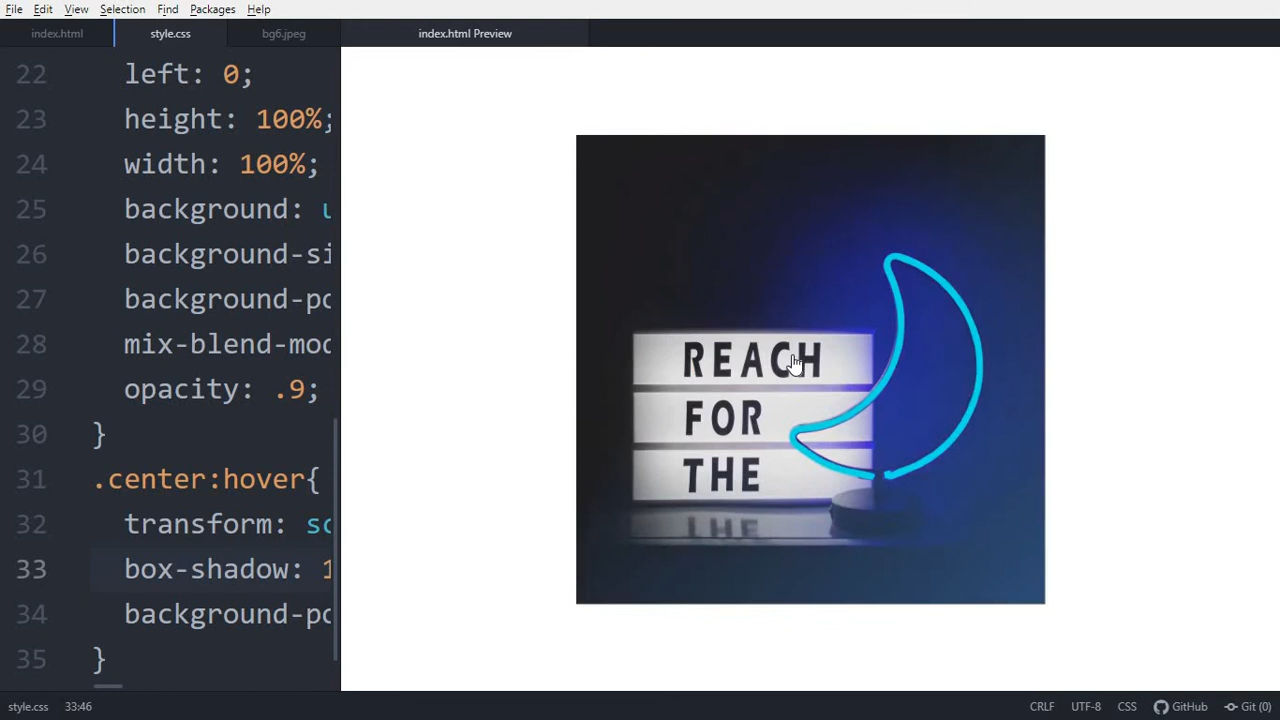 File Edit View Selection Find Packages Help
index.html style.css bg6.jpeg index.html Preview
22 left: 0;
23 height: 100%;
24 width: 100%;
25 background: u
26 background-si
27 background-po
28 mix-blend-mod
29 opacity: .9;
30 }
31 .center:hover{
32 transform: sc
33 box-shadow: 1
34 background-po
35 }
REACH
FOR
THE
THE
style.css 33:46 CRLF UTF-8 CSS GitHub Git (0)